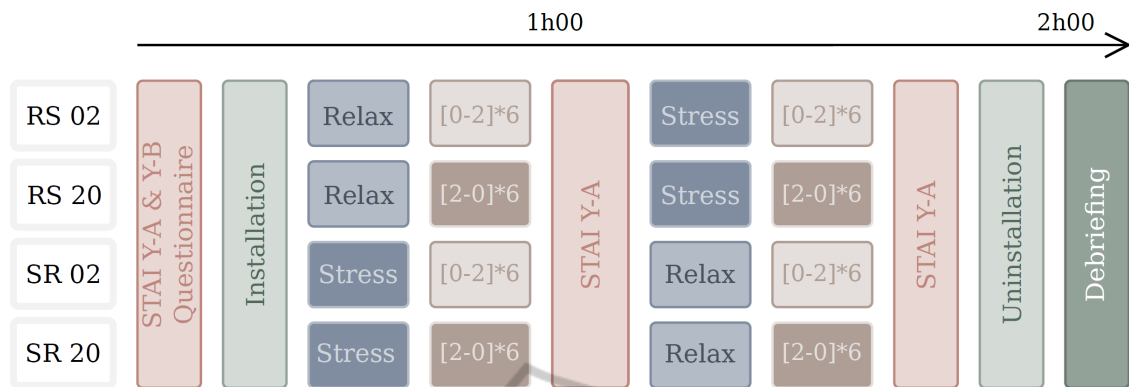 1h00 2h00
RS 02 Relax [0-2]*6 Stress [0-2]*6
RS 20 Relax [2-0]*6 Stress [2-0]*6
SR 02 Stress [0-2]*6 Relax [0-2]*6
SR 20 Stress [2-0]*6 Relax [2-0]*6
STAI Y-A & Y-B
Questionnaire
Installation
STAI Y-A
STAI Y-A
Uninstallation
Debriefing